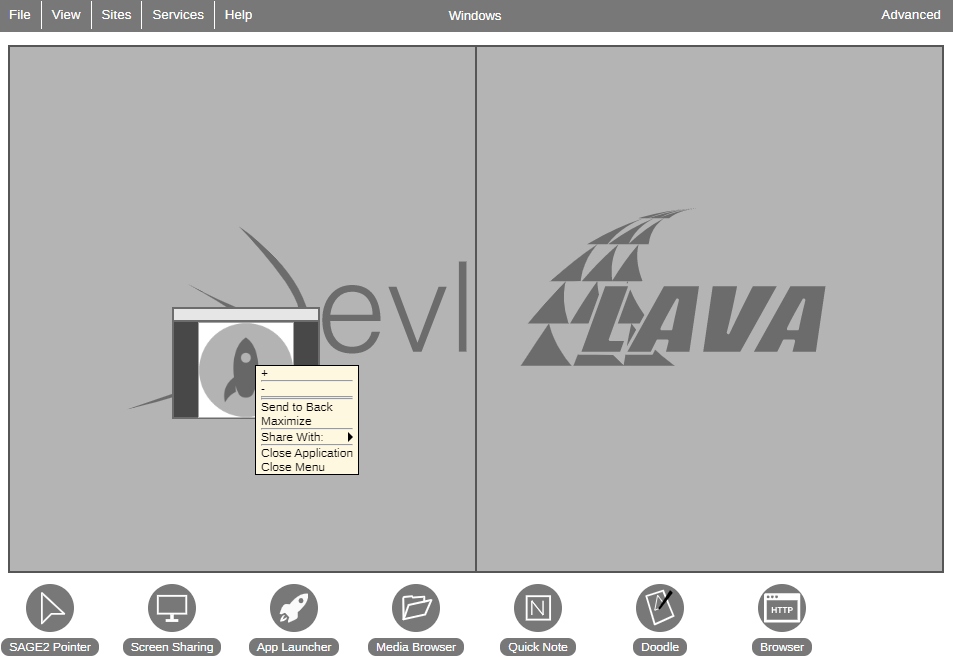 File View Sites Services Help Windows Advanced
evl
LAVA
+
-
Send to Back
Maximize
Share With:
Close Application
Close Menu
N
HTTP
SAGE2 Pointer Screen Sharing App Launcher Media Browser Quick Note Doodle Browser